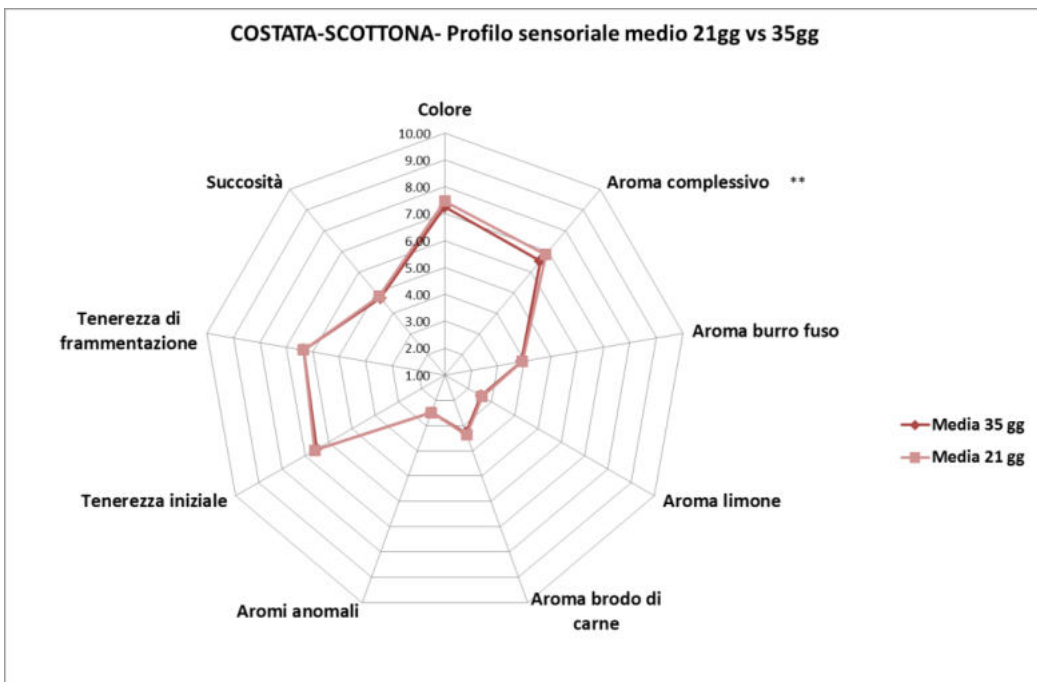 COSTATA-SCOTTONA- Profilo sensoriale medio 21gg vs 35gg
Colore
10.00
9.00
8.00
7.00
6.00
5.00
4.00
3.00
2.00
1.00
Aroma complessivo **
Aroma burro fuso
Aroma limone
Aroma brodo di
carne
Aromi anomali
Tenerezza iniziale
Tenerezza di
frammentazione
Succosità
Media 35 gg
Media 21 gg